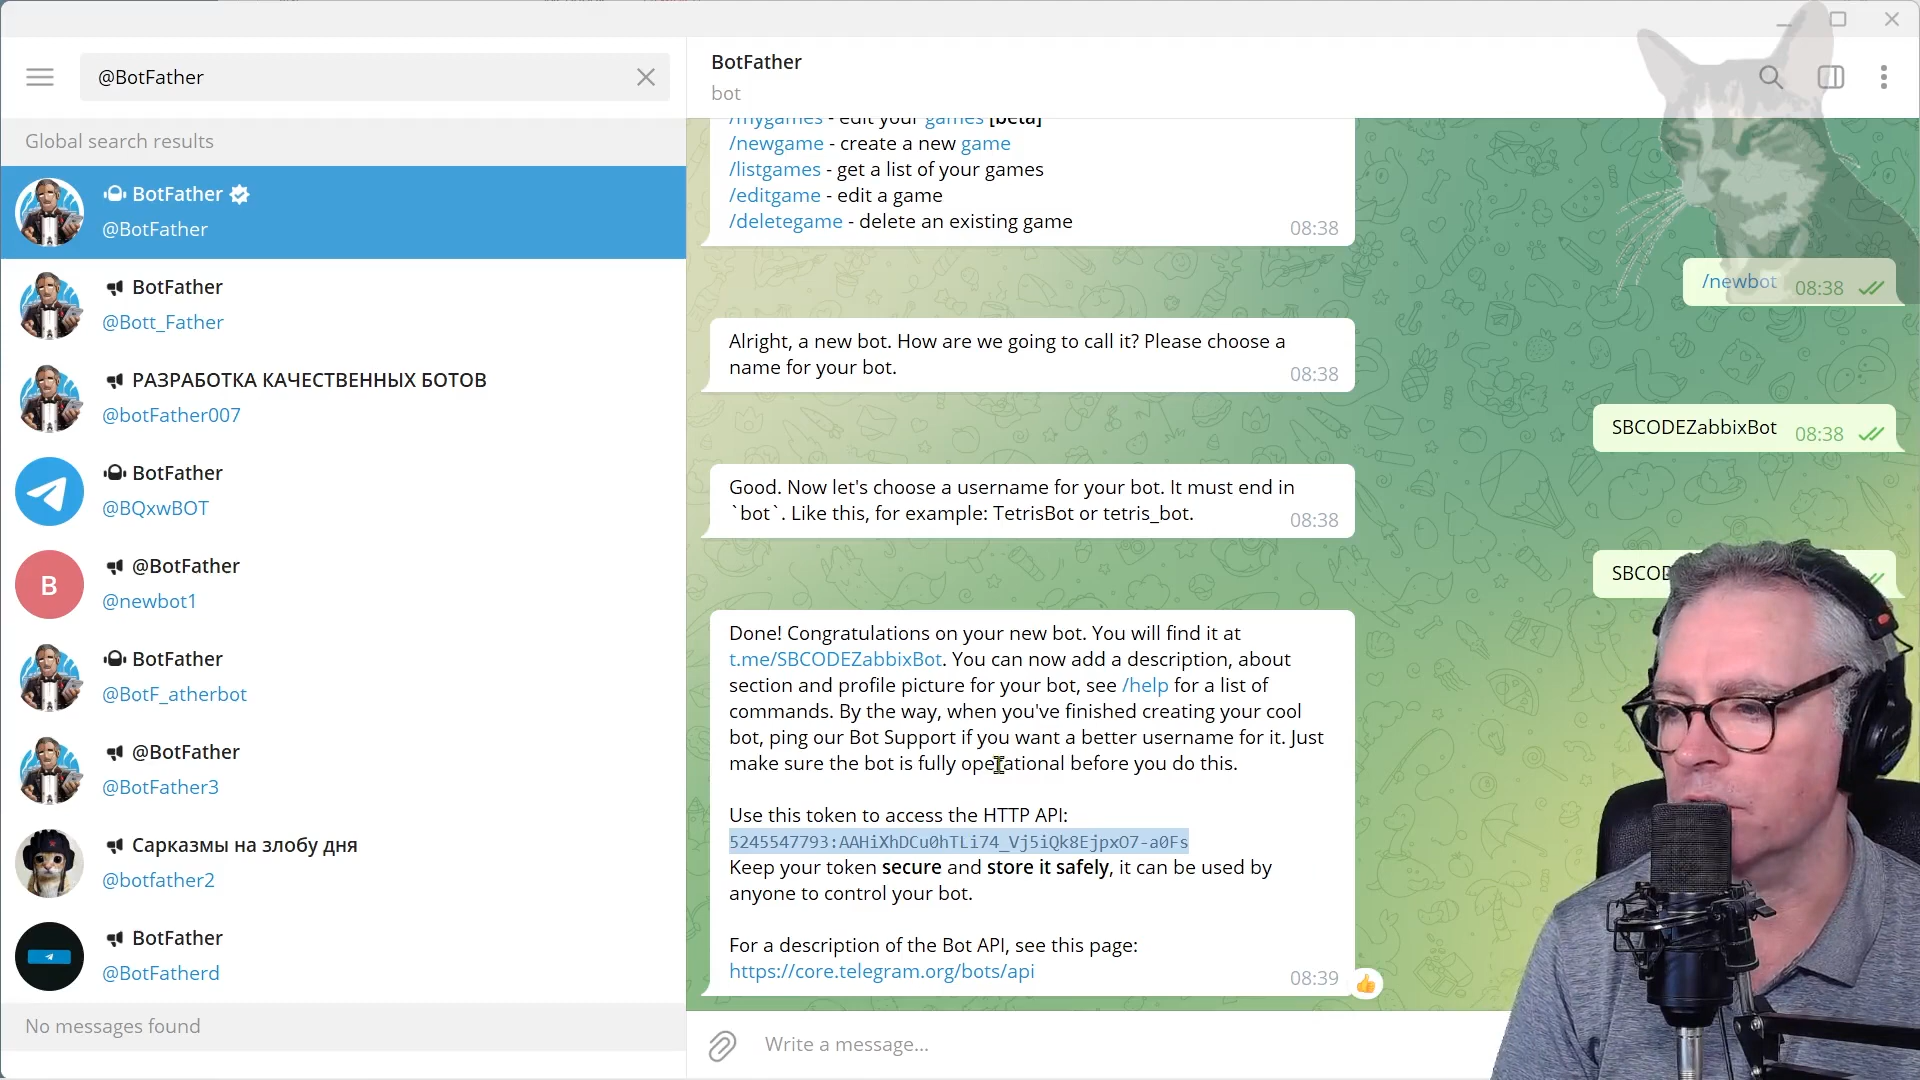 @BotFather
Global search results
BotFather
@BotFather
BotFather
@Bott_Father
РАЗРАБОТКА КАЧЕСТВЕННЫХ БОТОВ
@botFather007
BotFather
@BQxwBOT
B
@BotFather
@newbot1
BotFather
@BotF_atherbot
@BotFather
@BotFather3
Сарказмы на злобу дня
@botfather2
BotFather
@BotFatherd
No messages found
BotFather
bot
/mygames - edit your games [beta]
/newgame - create a new game
/listgames - get a list of your games
/editgame - edit a game
/deletegame - delete an existing game
08:38
/newbot 08:38
Alright, a new bot. How are we going to call it? Please choose a
name for your bot.
08:38
SBCODEZabbixBot 08:38
Good. Now let's choose a username for your bot. It must end in
`bot`. Like this, for example: TetrisBot or tetris_bot.
08:38
Done! Congratulations on your new bot. You will find it at
t.me/SBCODEZabbixBot. You can now add a description, about
section and profile picture for your bot, see /help for a list of
commands. By the way, when you've finished creating your cool
bot, ping our Bot Support if you want a better username for it. Just
make sure the bot is fully operational before you do this.
Use this token to access the HTTP API:
5245547793:AAHiXhDCu0hTLi74_Vj5iQk8EjpxO7-a0Fs
Keep your token secure and store it safely, it can be used by
anyone to control your bot.
For a description of the Bot API, see this page:
https://core.telegram.org/bots/api
08:39
Write a message...